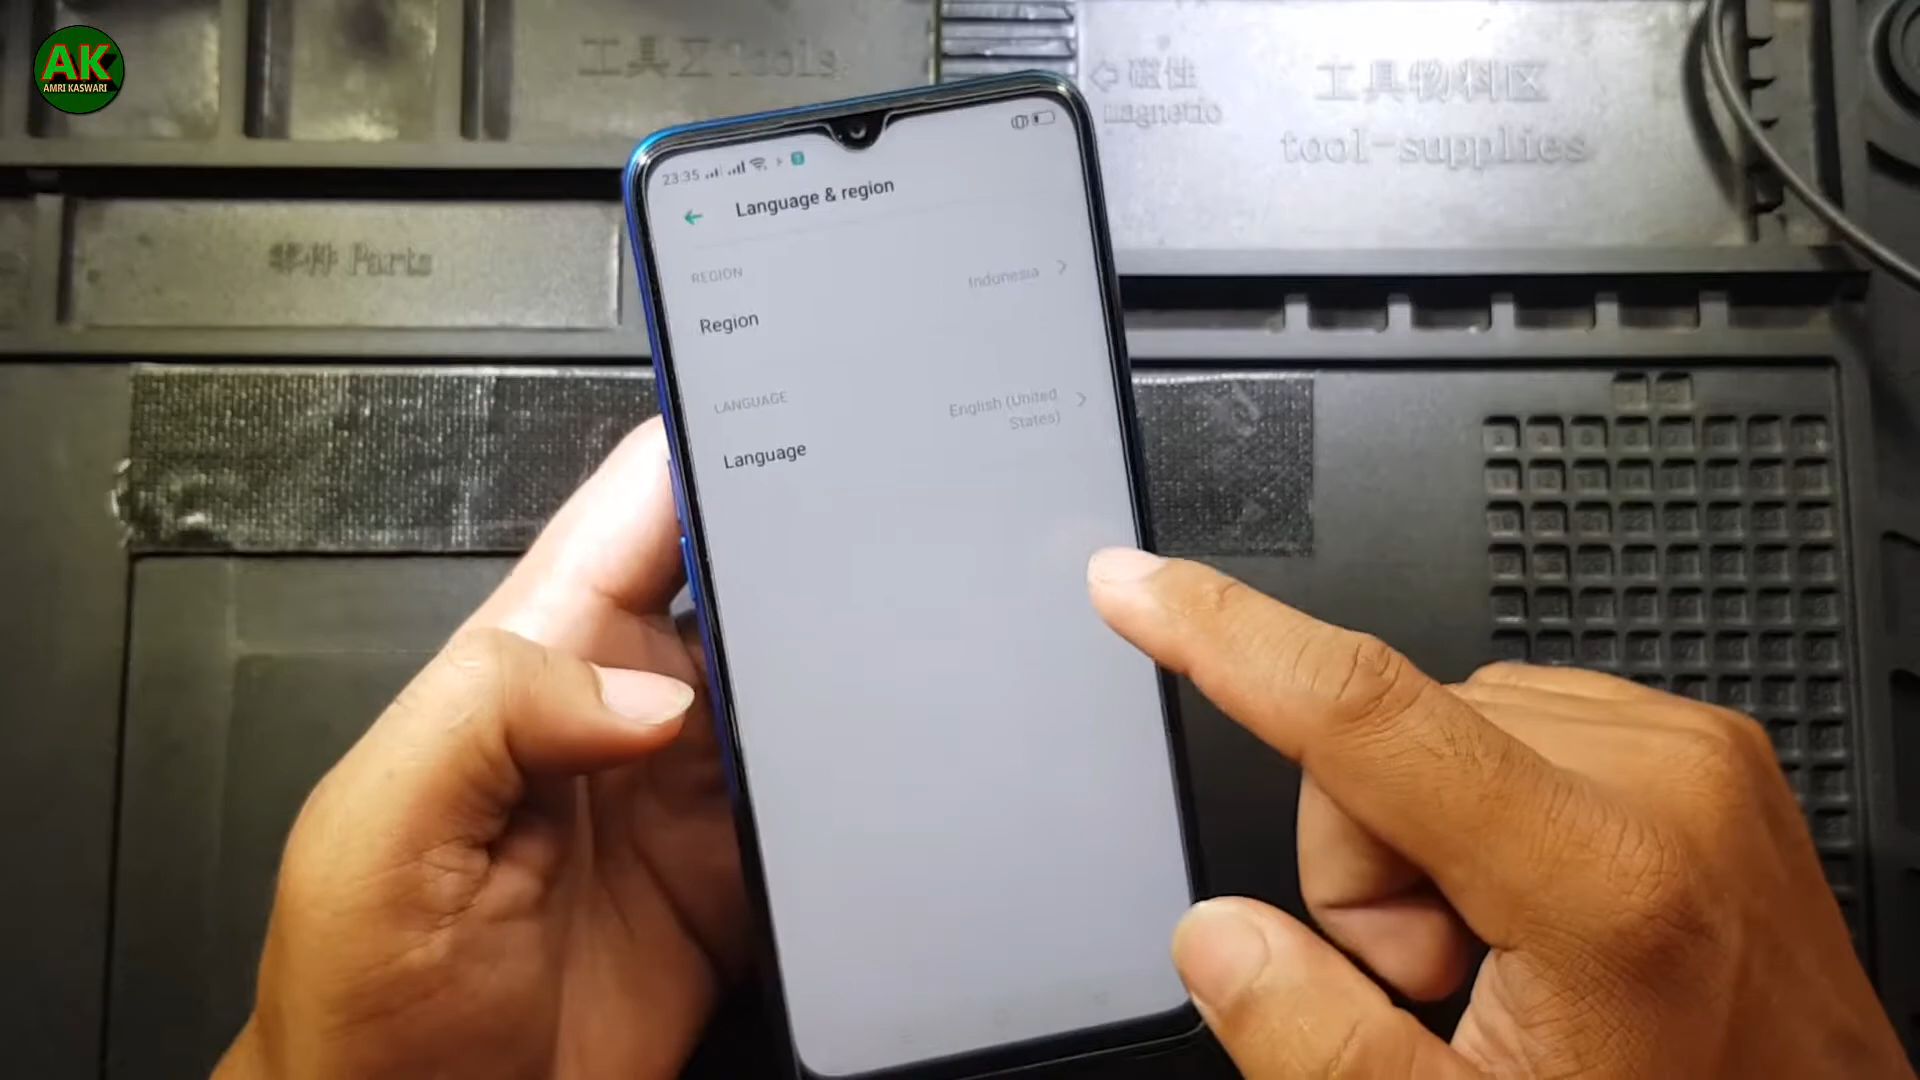 AK
AMRI KASWARI
工具区 Tools
磁性
magnetic
工具物料区
tool-supplies
零件 Parts
23.35
Language & region
REGION
Indonesia
Region
LANGUAGE
English (United
States)
Language